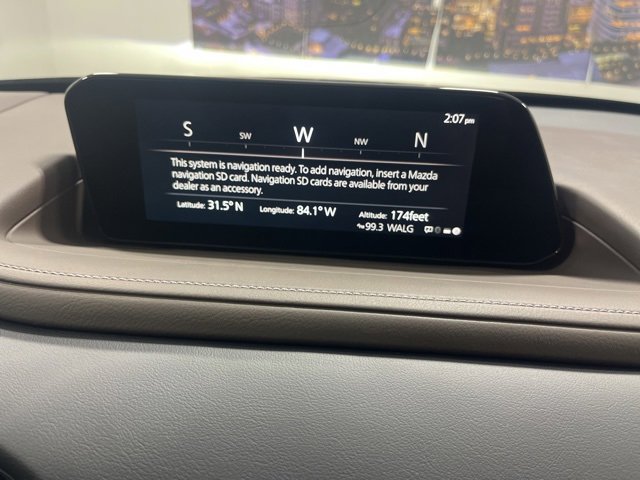 2:07pm
S SW W NW N
This system is navigation ready. To add navigation, insert a Mazda
navigation SD card. Navigation SD cards are available from your
dealer as an accessory.
Latitude: 31.5° N Longitude: 84.1° W Altitude: 174feet
99.3 WALG